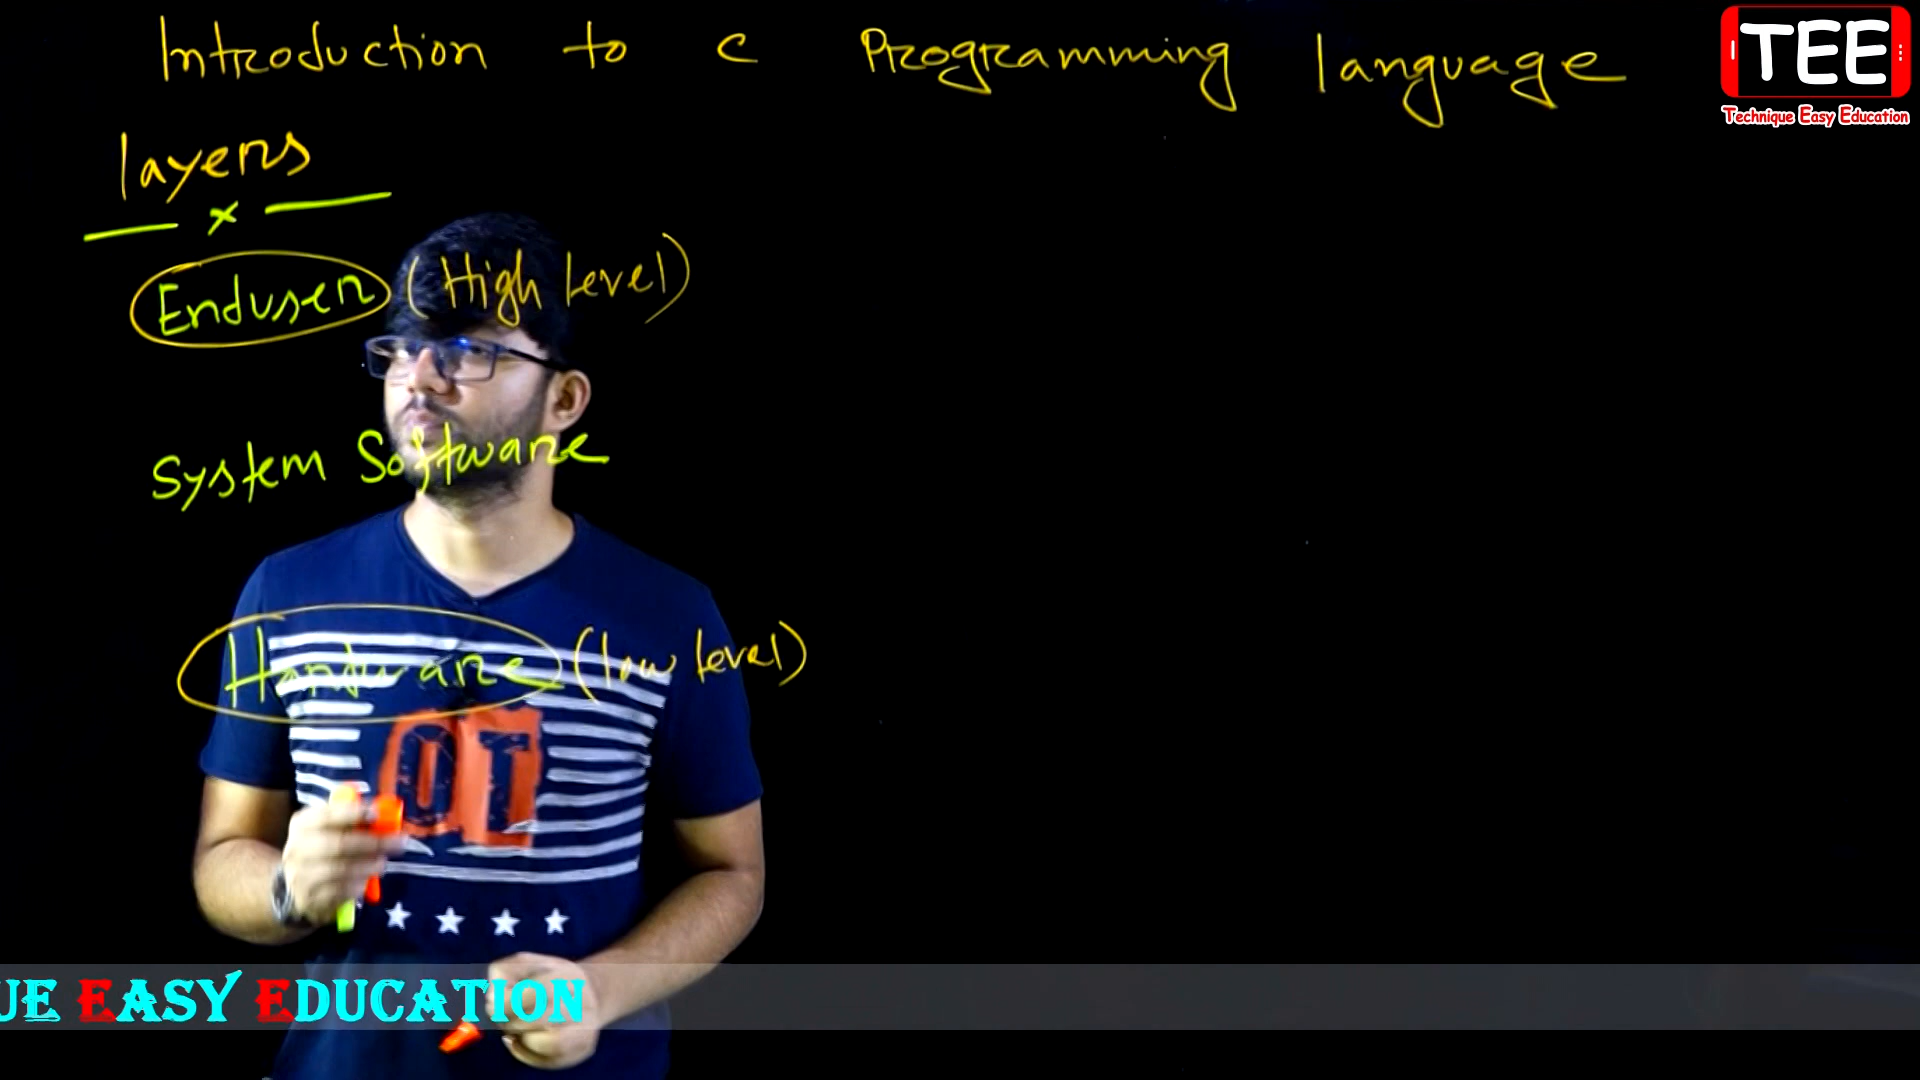 Introduction to C Programming language
TEE
Technique Easy Education
layers
x
Enduser (High Level)
System Software
Hardware (low level)
OT
UE EASY EDUCATION